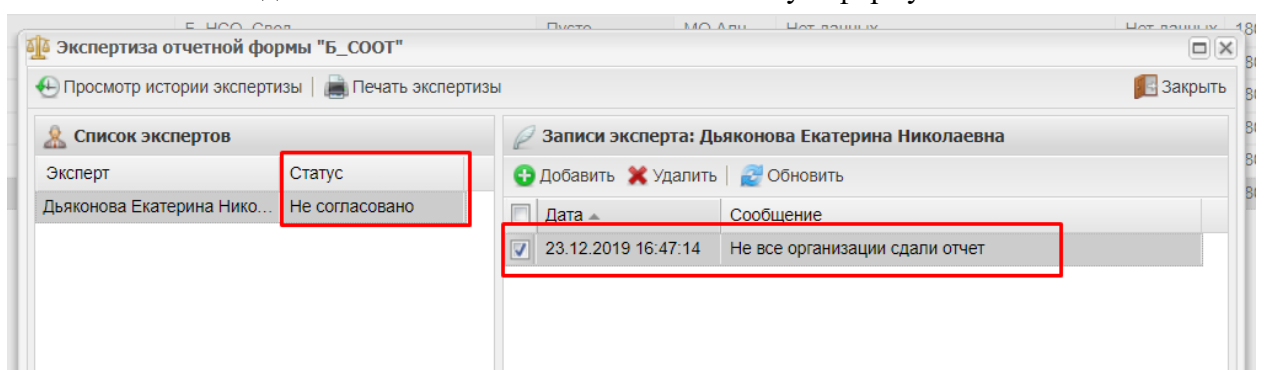 Экспертиза отчетной формы "Б_СООТ"
Просмотр истории экспертизы Печать экспертизы Закрыть
Список экспертов
Эксперт Статус
Дьяконова Екатерина Нико... Не согласовано
Записи эксперта: Дьяконова Екатерина Николаевна
Добавить Удалить Обновить
Дата Сообщение
23.12.2019 16:47:14 Не все организации сдали отчет